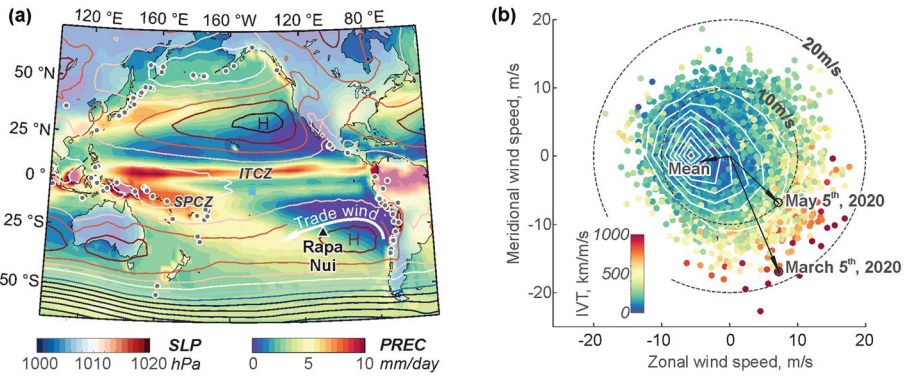 (a)
120 °E 160 °E 160 °W 120 °E 80 °E
50 °N
25 °N
0 °
25 °S
50 °S
H
ITCZ
SPCZ
Trade wind
H
Rapa
Nui
SLP
1000 1010 1020 hPa
PREC
0 5 10 mm/day
(b)
Meridional wind speed, m/s
20
10
0
-10
-20
20m/s
10m/s
Mean
May 5th, 2020
March 5th, 2020
IVT, km/m/s
1000
500
0
-20 -10 0 10 20
Zonal wind speed, m/s